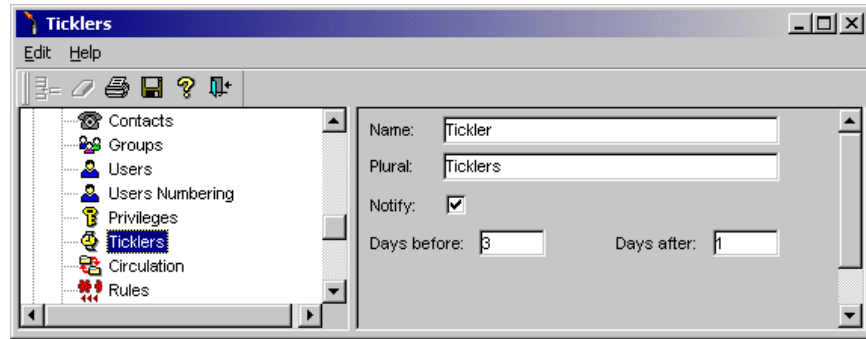 Ticklers
Edit Help
Contacts
Groups
Users
Users Numbering
Privileges
Ticklers
Circulation
Rules
Name: Tickler
Plural: Ticklers
Notify:
Days before: 3 Days after: 1